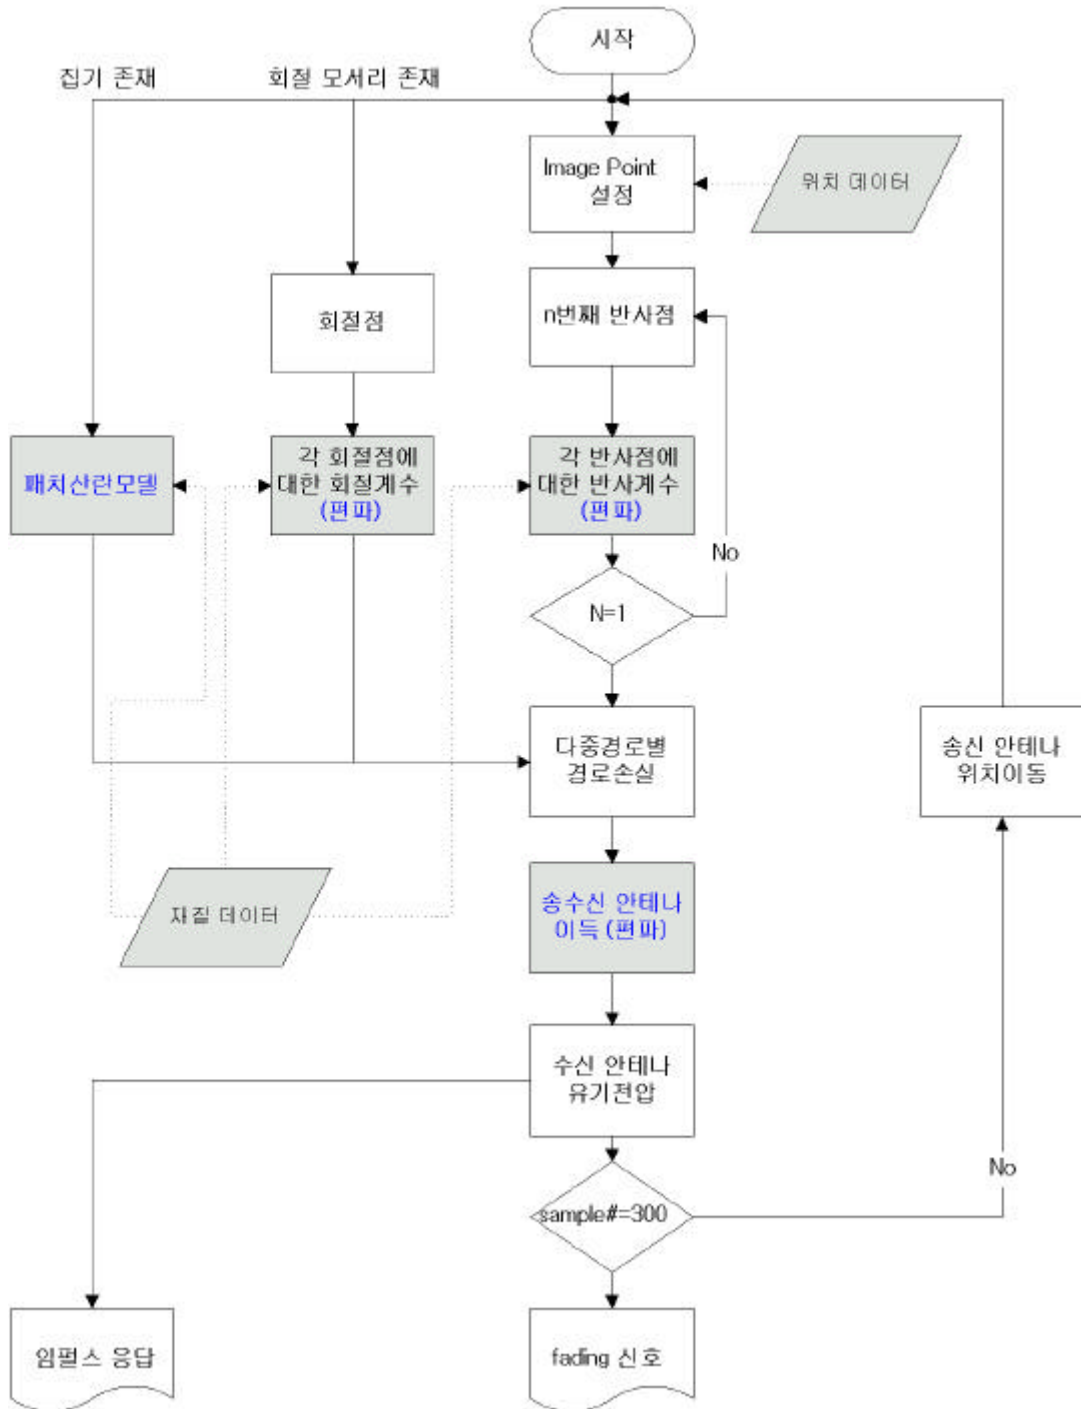 시작
집기 존재
회절 모서리 존재
Image Point
설정
위치 데이터
회절점
n번째 반사점
패치산란모델
각 회절점에
대한 회절계수
(편파)
각 반사점에
대한 반사계수
(편파)
No
N=1
다중경로별
경로손실
송신 안테나
위치이동
재질 데이터
송수신 안테나
이득 (편파)
수신 안테나
유기전압
No
sample#=300
임펄스 응답
fading 신호